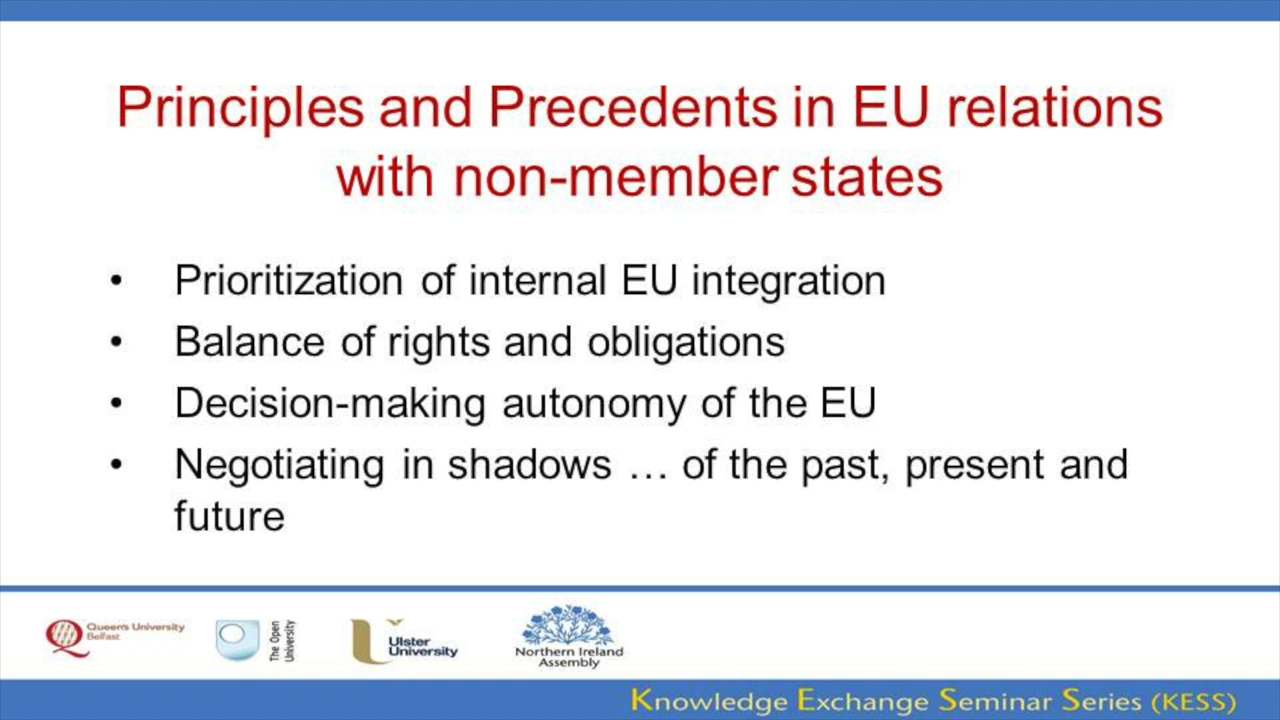 Principles and Precedents in EU relations
with non-member states
• Prioritization of internal EU integration
• Balance of rights and obligations
• Decision-making autonomy of the EU
• Negotiating in shadows … of the past, present and
future
Queen's University
Belfast
The Open
University
Ulster
University
Northern Ireland
Assembly
Knowledge Exchange Seminar Series (KESS)